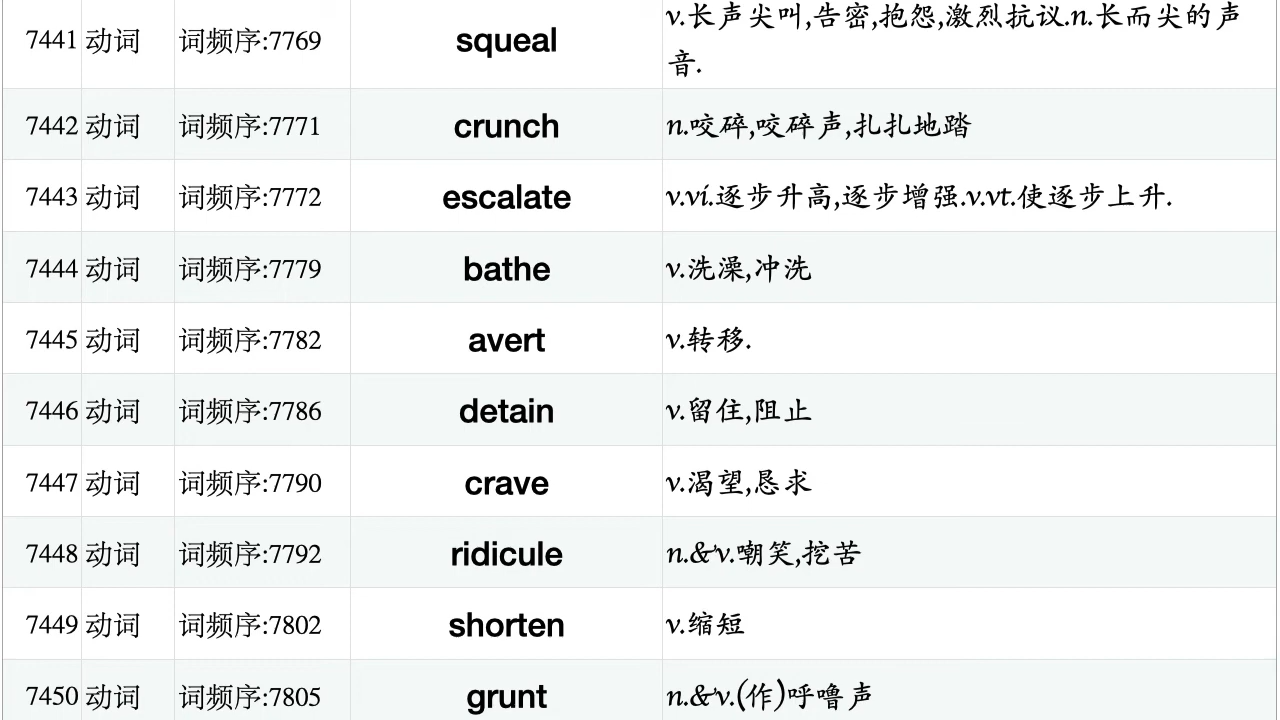 7441 动词 词频序:7769 squeal v.长声尖叫,告密,抱怨,激烈抗议.n.长而尖的声
音.
7442 动词 词频序:7771 crunch n.咬碎,咬碎声,扎扎地踏
7443 动词 词频序:7772 escalate v.vi.逐步升高,逐步增强.v.vt.使逐步上升.
7444 动词 词频序:7779 bathe v.洗澡,冲洗
7445 动词 词频序:7782 avert v.转移.
7446 动词 词频序:7786 detain v.留住,阻止
7447 动词 词频序:7790 crave v.渴望,恳求
7448 动词 词频序:7792 ridicule n.&v.嘲笑,挖苦
7449 动词 词频序:7802 shorten v.缩短
7450 动词 词频序:7805 grunt n.&v.(作)呼噜声